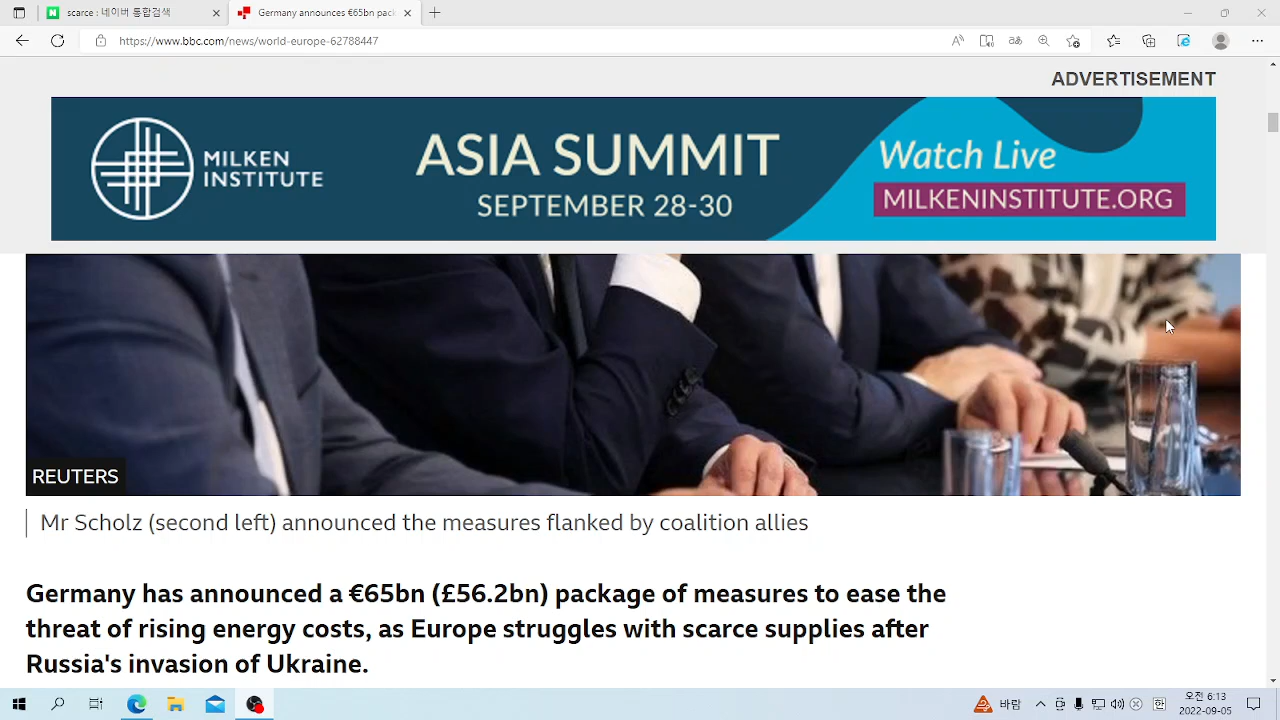 scarce : 네이버 통합검색
Germany announces €65bn pack
https://www.bbc.com/news/world-europe-62788447
ADVERTISEMENT
MILKEN
INSTITUTE
ASIA SUMMIT
SEPTEMBER 28-30
Watch Live
MILKENINSTITUTE.ORG
REUTERS
Mr Scholz (second left) announced the measures flanked by coalition allies
Germany has announced a €65bn (£56.2bn) package of measures to ease the
threat of rising energy costs, as Europe struggles with scarce supplies after
Russia's invasion of Ukraine.
오전 6:13
2022-09-05